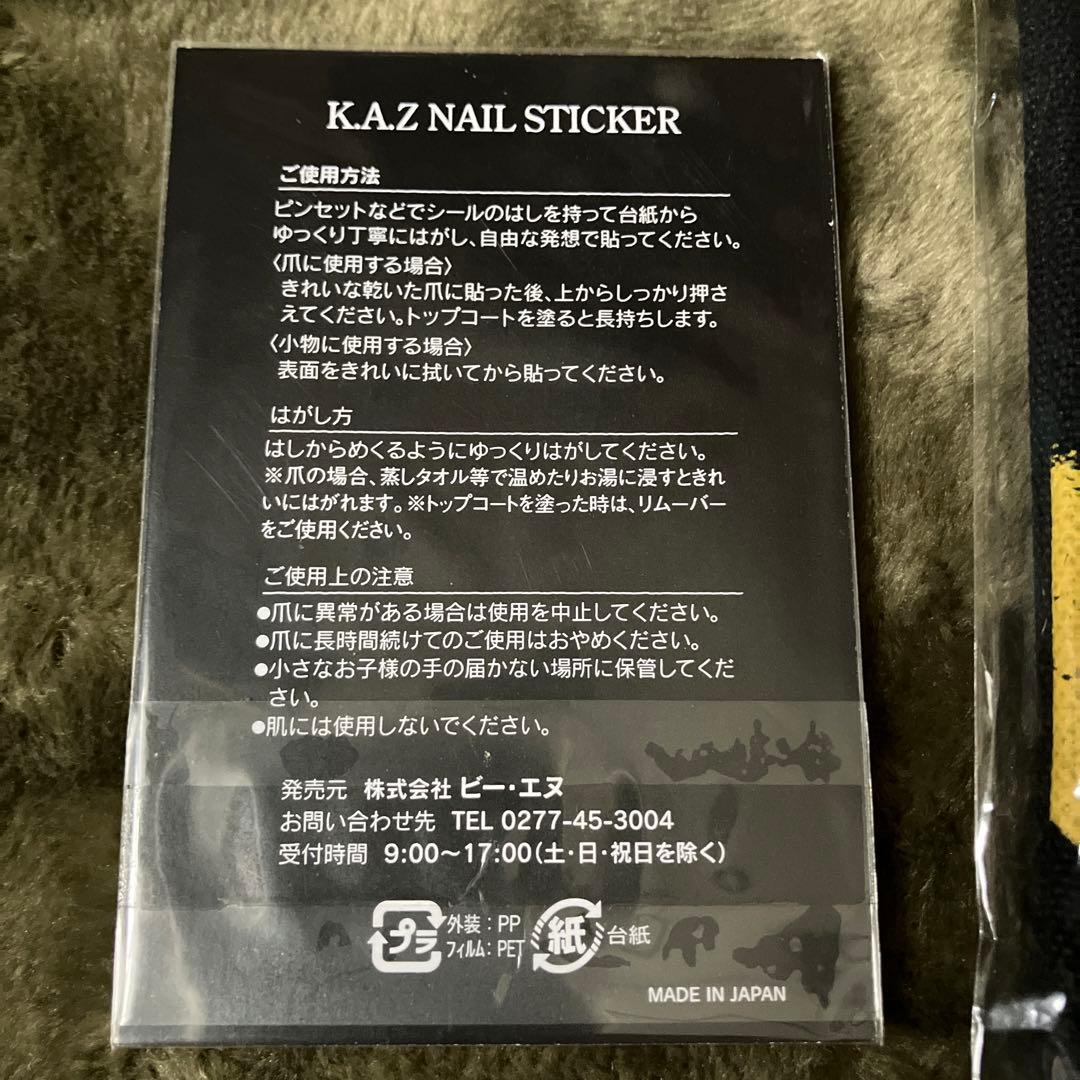 K.A.Z NAIL STICKER
ご使用方法
ピンセットなどでシールのはしを持って台紙から
ゆっくり丁寧にはがし、自由な発想で貼ってください。
〈爪に使用する場合〉
きれいな乾いた爪に貼った後、上からしっかり押さ
えてください。トップコートを塗ると長持ちします。
〈小物に使用する場合〉
表面をきれいに拭いてから貼ってください。
はがし方
はしからめくるようにゆっくりはがしてください。
※爪の場合、蒸しタオル等で温めたりお湯に浸すときれ
いにはがれます。※トップコートを塗った時は、リムーバー
をご使用ください。
ご使用上の注意
●爪に異常がある場合は使用を中止してください。
●爪に長時間続けてのご使用はおやめください。
●小さなお子様の手の届かない場所に保管してくだ
さい。
●肌には使用しないでください。
発売元 株式会社 ビー・エヌ
お問い合わせ先 TEL 0277-45-3004
受付時間 9:00～17:00(土・日・祝日を除く)
プラ 外装：PP 紙 台紙
フィルム：PET
MADE IN JAPAN